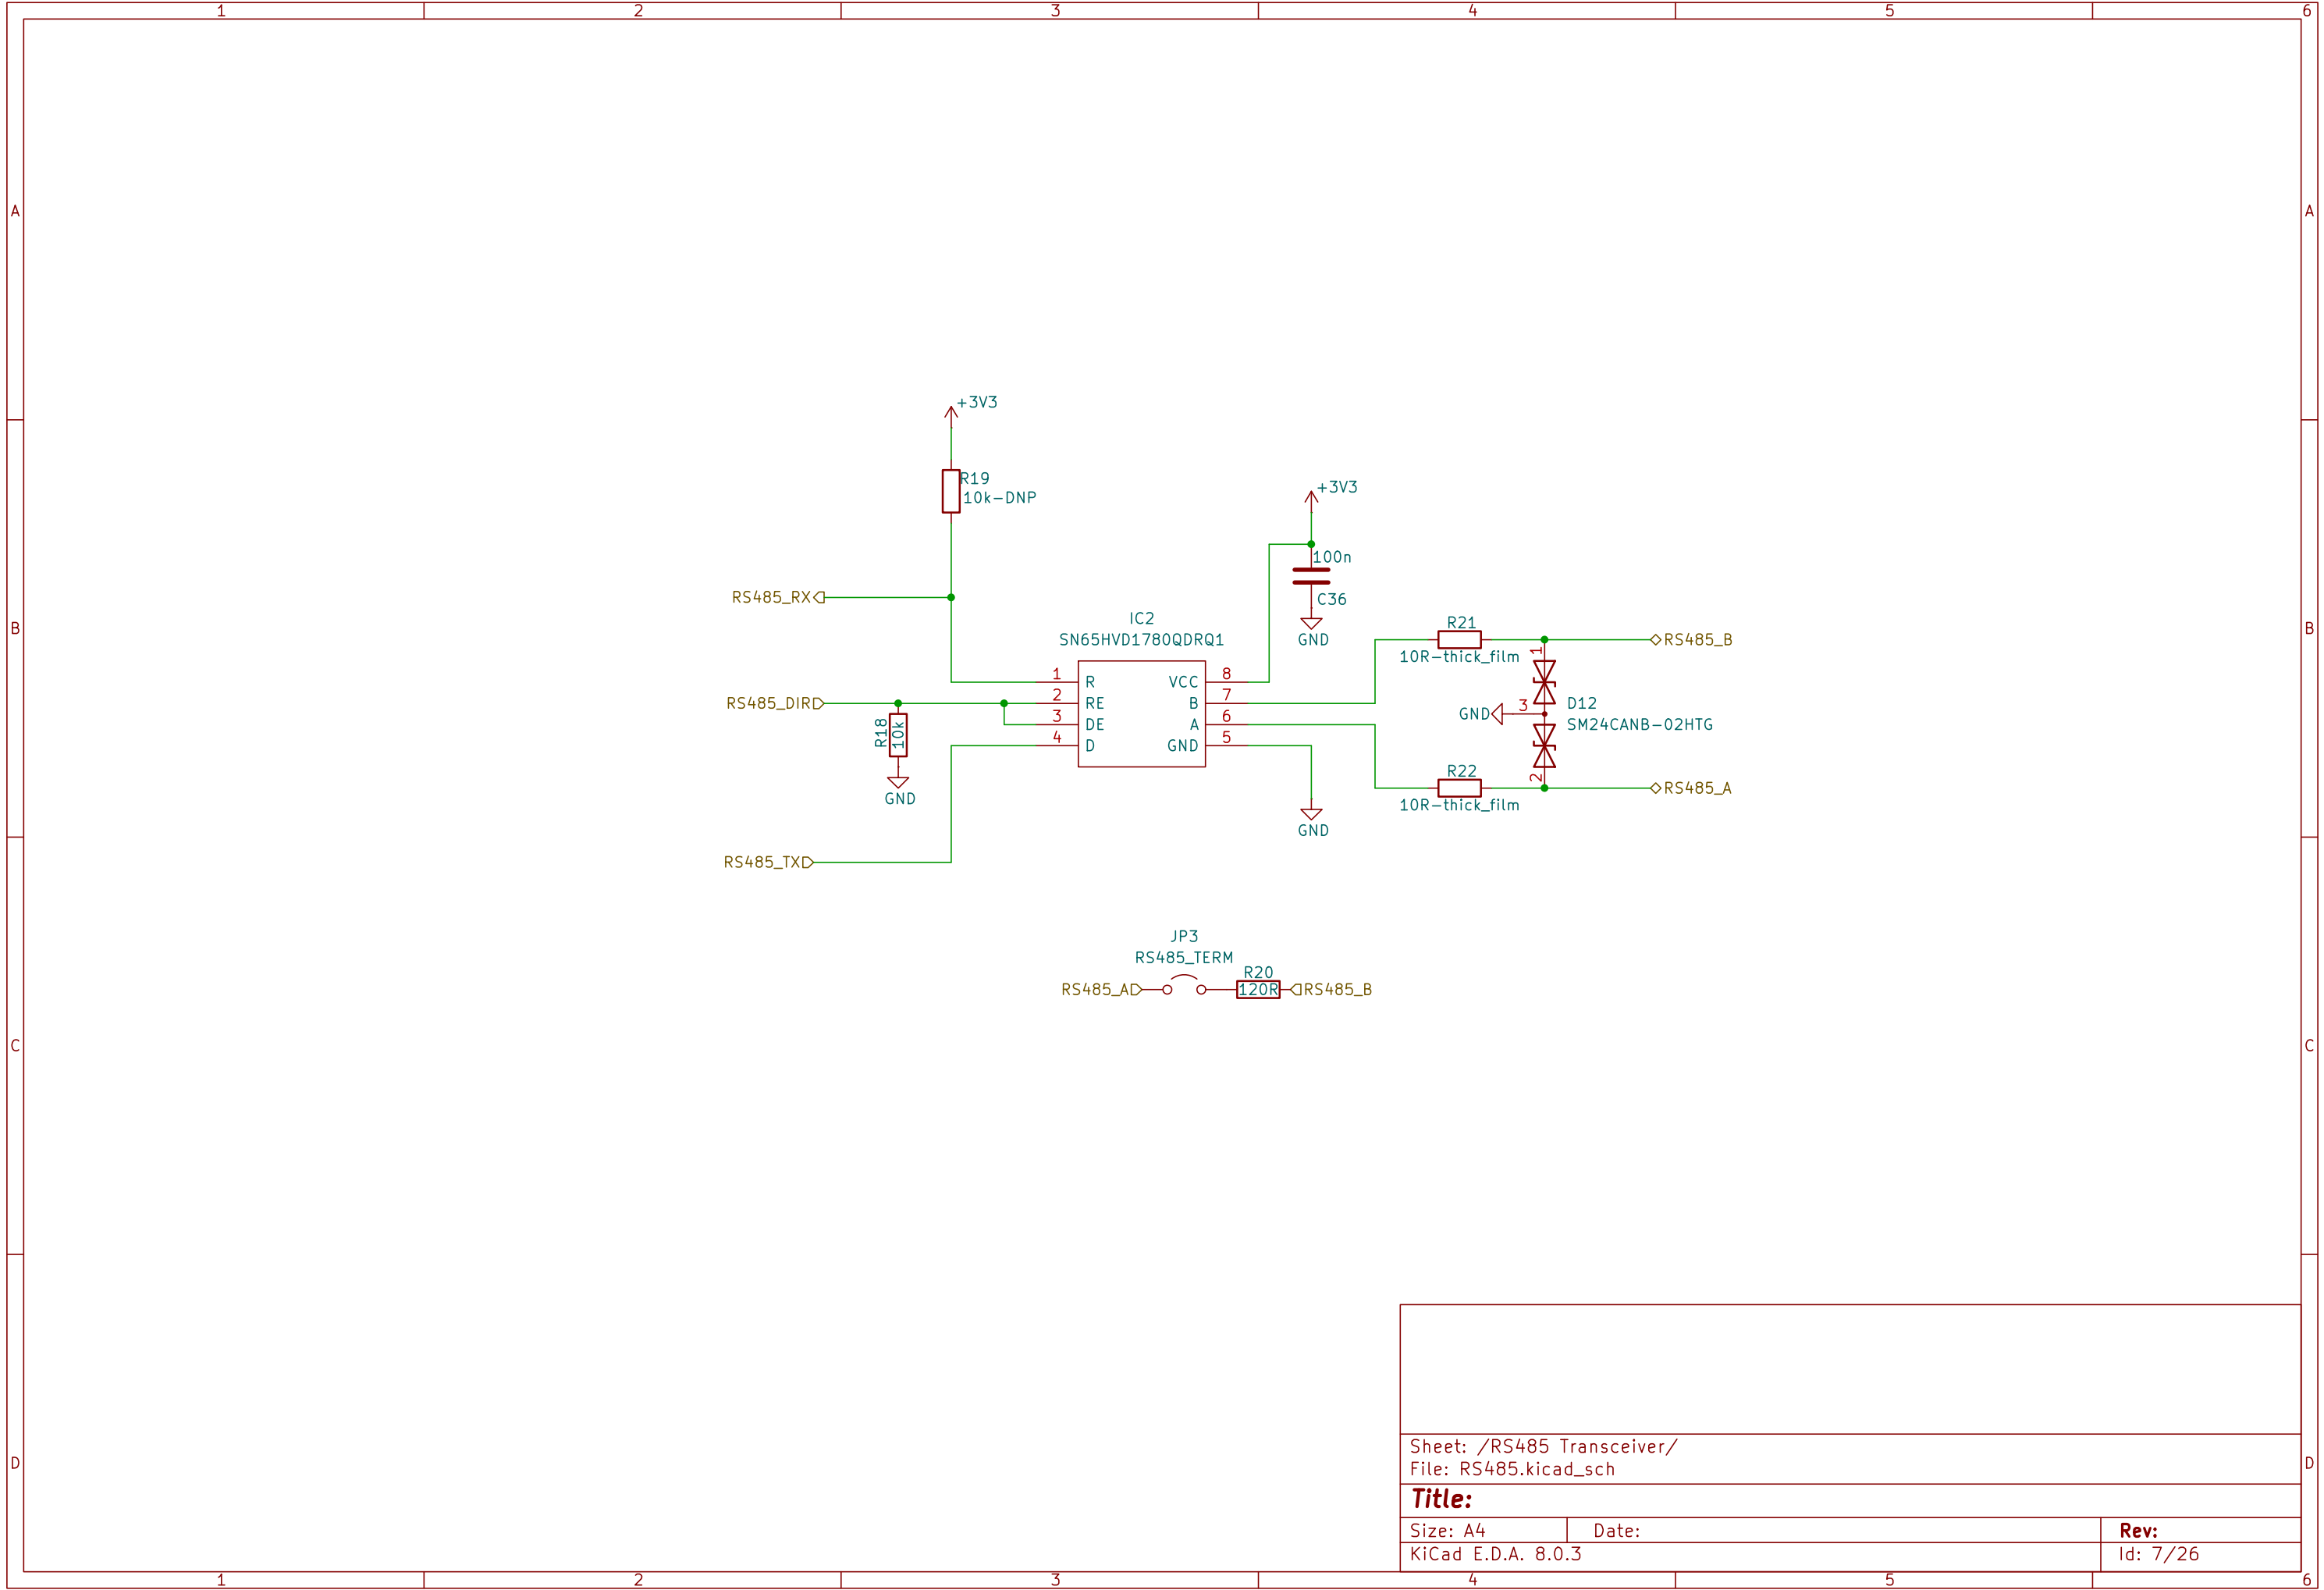 1 2 3 4 5 6
A A
+3V3
R19
10k-DNP
+3V3
100n
C36
GND
RS485_RX
B B
IC2
SN65HVD1780QDRQ1
1 R
2 RE
3 DE
4 D
VCC 8
B 7
A 6
GND 5
RS485_DIR
R18
10k
GND
RS485_TX
GND
R21
10R-thick_film
RS485_B
1
GND 3
D12
SM24CANB-02HTG
2
R22
10R-thick_film
RS485_A
JP3
RS485_TERM
R20
RS485_A 120R RS485_B
C C
D D
Sheet: /RS485 Transceiver/
File: RS485.kicad_sch
Title:
Size: A4 Date: Rev:
KiCad E.D.A. 8.0.3 Id: 7/26
1 2 3 4 5 6